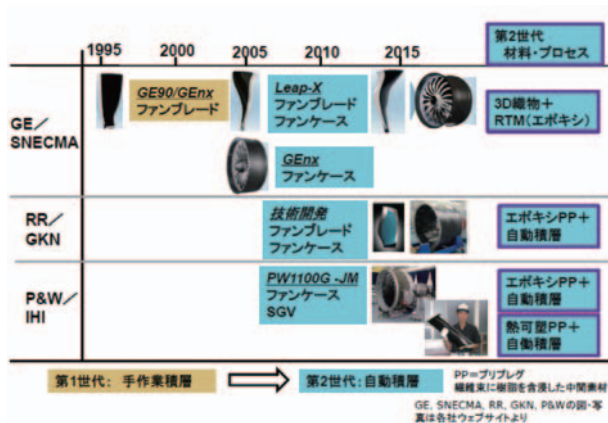 第2世代
材料・プロセス
1995
2000
2005
2010
2015
GE／
SNECMA
GE90/GEnx
ファンブレード
Leap-X
ファンブレード
ファンケース
3D織物＋
RTM(エポキシ)
GEnx
ファンケース
RR／
GKN
技術開発
ファンブレード
ファンケース
エポキシPP＋
自動積層
P&W／
IHI
PW1100G -JM
ファンケース
SGV
エポキシPP＋
自動積層
熱可塑PP＋
自働積層
第1世代： 手作業積層
第2世代：自動積層
PP＝プリプレグ
繊維束に樹脂を含浸した中間素材
GE, SNECMA, RR, GKN, P&Wの図・写
真は各社ウェブサイトより